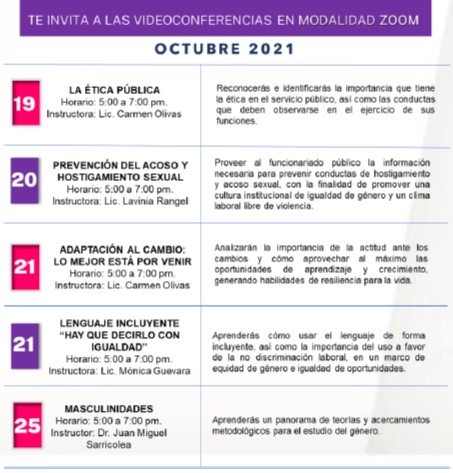 TE INVITA A LAS VIDEOCONFERENCIAS EN MODALIDAD ZOOM
OCTUBRE 2021
19
LA ÉTICA PÚBLICA
Horario: 5:00 a 7:00 pm.
Instructora: Lic. Carmen Olivas
Reconocerás e identificarás la importancia que tiene
la ética en el servicio público, así como las conductas
que deben observarse en el ejercicio de sus
funciones.
20
PREVENCIÓN DEL ACOSO Y
HOSTIGAMIENTO SEXUAL
Horario: 5:00 a 7:00 pm.
Instructora: Lic. Lavinia Rangel
Proveer al funcionariado público la información
necesaria para prevenir conductas de hostigamiento
y acoso sexual, con la finalidad de promover una
cultura institucional de igualdad de género y un clima
laboral libre de violencia.
21
ADAPTACIÓN AL CAMBIO:
LO MEJOR ESTÁ POR VENIR
Horario: 5:00 a 7:00 pm.
Instructora: Lic. Carmen Olivas
Analizarán la importancia de la actitud ante los
cambios y cómo aprovechar al máximo las
oportunidades de aprendizaje y crecimiento,
generando habilidades de resiliencia para la vida.
21
LENGUAJE INCLUYENTE
“HAY QUE DECIRLO CON
IGUALDAD”
Horario: 5:00 a 7:00 pm.
Instructora: Lic. Mónica Guevara
Aprenderás cómo usar el lenguaje de forma
incluyente, así como la importancia del uso a favor
de la no discriminación laboral, en un marco de
equidad de género e igualdad de oportunidades.
25
MASCULINIDADES
Horario: 5:00 a 7:00 pm.
Instructor: Dr. Juan Miguel
Sarricolea
Aprenderás un panorama de teorías y acercamientos
metodológicos para el estudio del género.